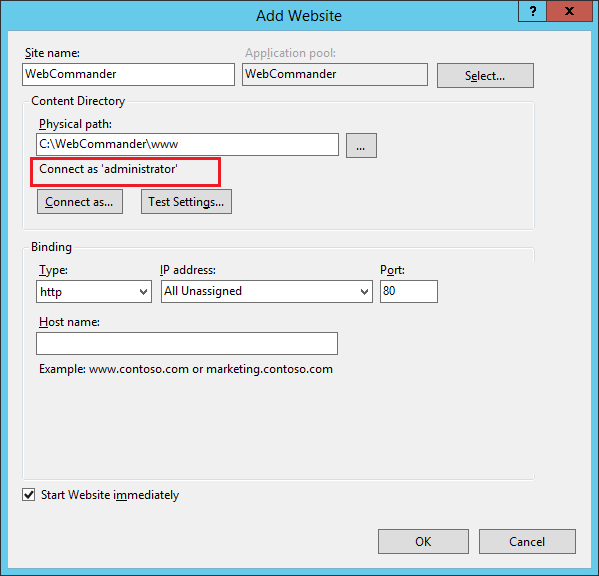 Add Website
?
x
Site name:
Application pool:
WebCommander
WebCommander
Select...
Content Directory
Physical path:
C:\WebCommander\www
...
Connect as 'administrator'
Connect as...
Test Settings...
Binding
Type:
IP address:
Port:
http
All Unassigned
80
Host name:
Example: www.contoso.com or marketing.contoso.com
Start Website immediately
OK
Cancel